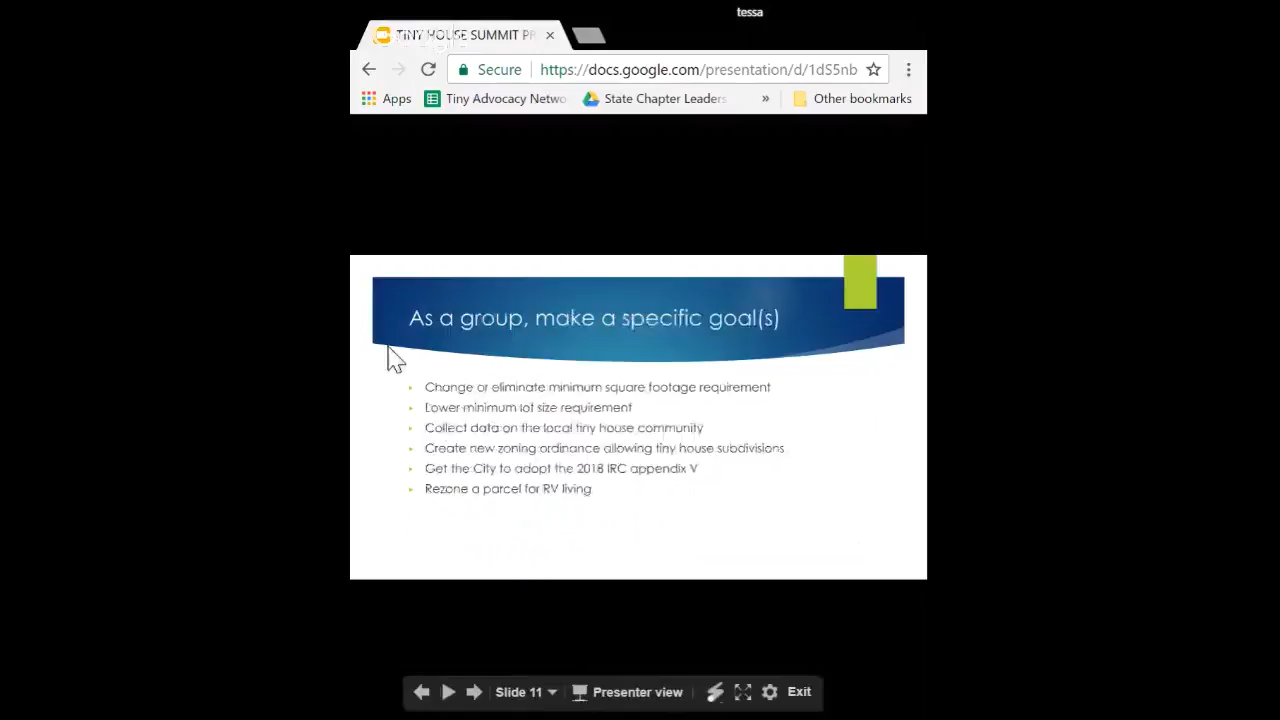 tessa
TINY HOUSE SUMMIT PR
Secure https://docs.google.com/presentation/d/1dS5nb
Apps Tiny Advocacy Netwo State Chapter Leaders » Other bookmarks
As a group, make a specific goal(s)
Change or eliminate minimum square footage requirement
Lower minimum lot size requirement
Collect data on the local tiny house community
Create new zoning ordinance allowing tiny house subdivisions
Get the City to adopt the 2018 IRC appendix V
Rezone a parcel for RV living
Slide 11 Presenter view Exit